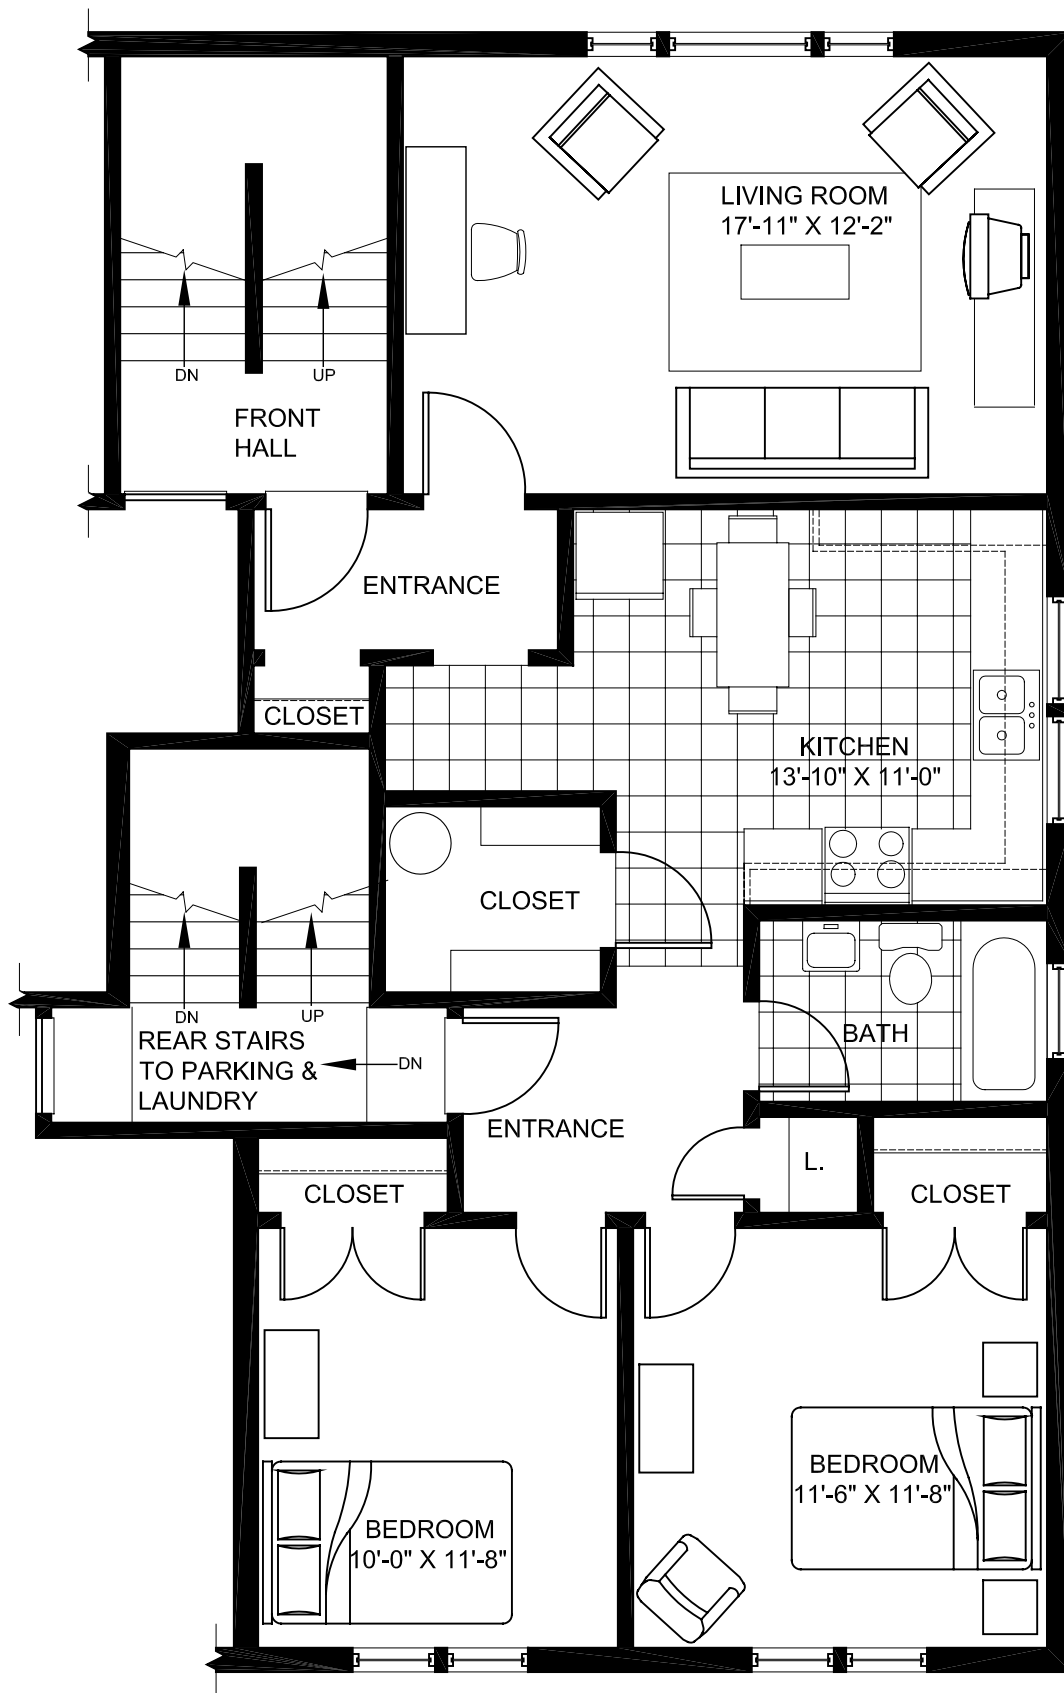 LIVING ROOM
17'-11" X 12'-2"
DN
UP
FRONT
HALL
ENTRANCE
CLOSET
KITCHEN
13'-10" X 11'-0"
CLOSET
DN
UP
REAR STAIRS
TO PARKING &
LAUNDRY
DN
BATH
ENTRANCE
L.
CLOSET
CLOSET
BEDROOM
11'-6" X 11'-8"
BEDROOM
10'-0" X 11'-8"